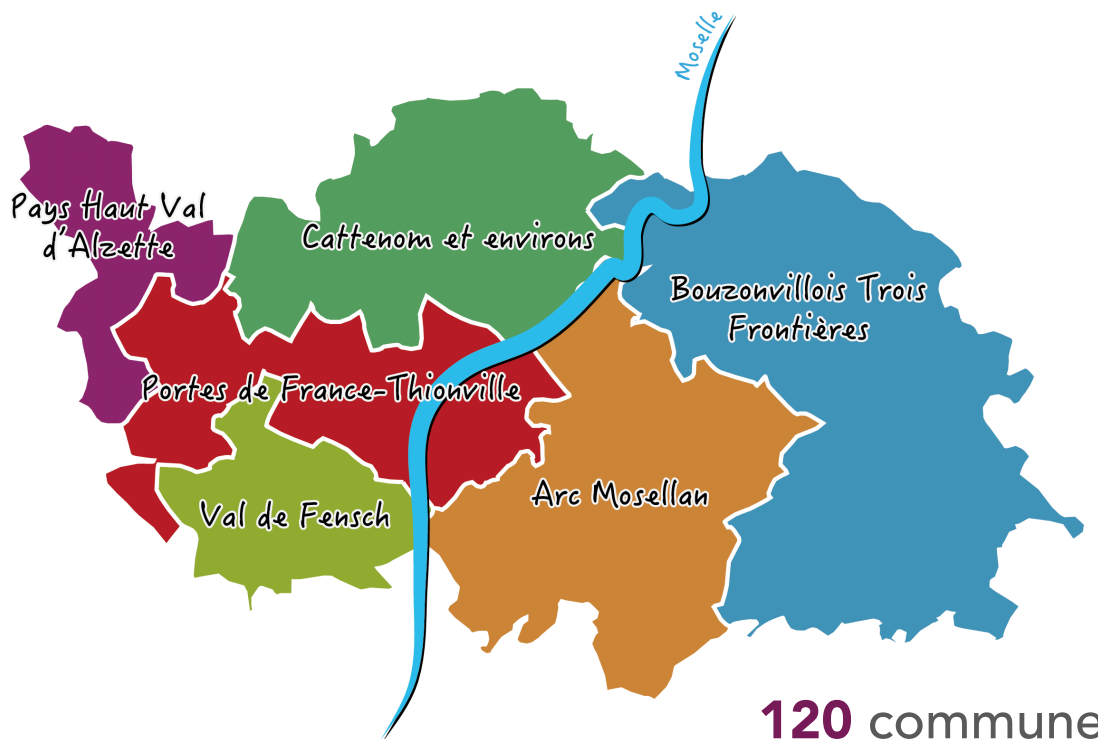 Moselle
Pays Haut Val
d'Alzette
Cattenom et environs
Bouzonvillois Trois
Frontières
Portes de France-Thionville
Arc Mosellan
Val de Fensch
120 commune